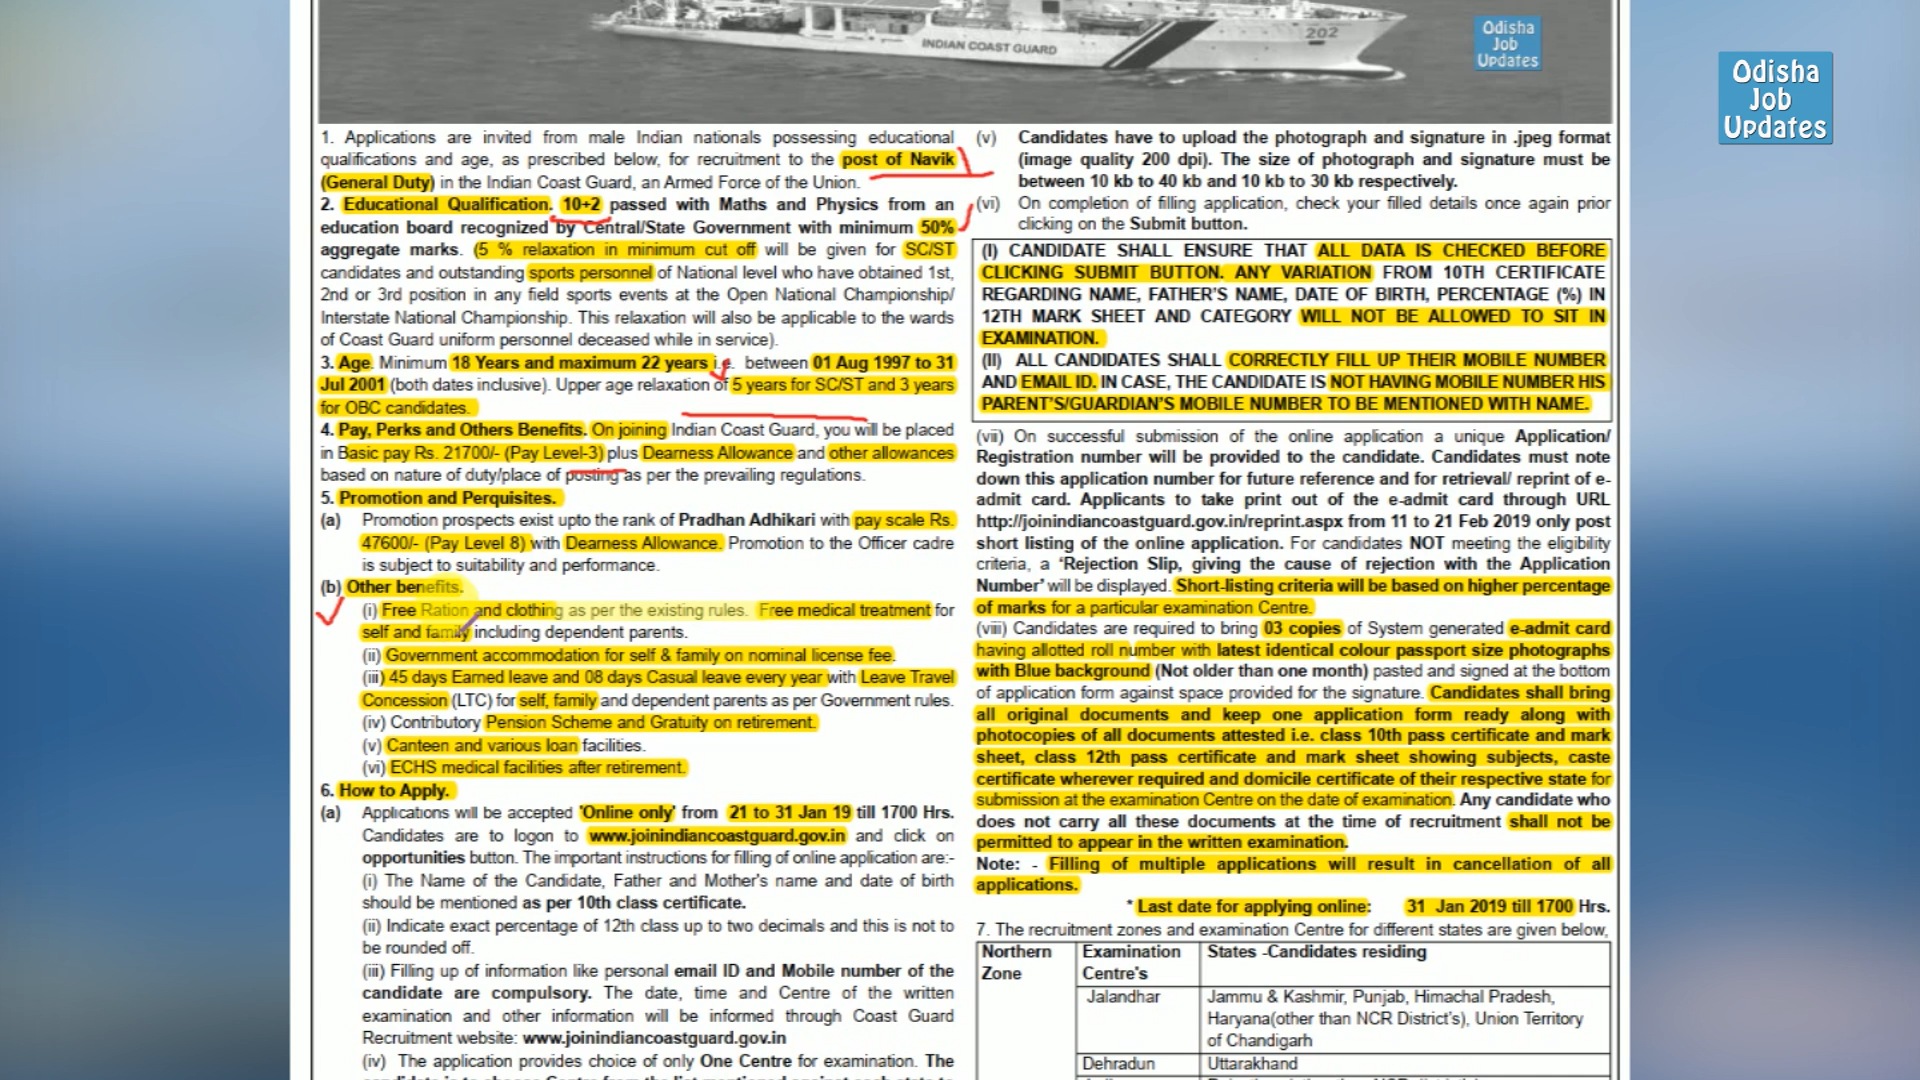 INDIAN COAST GUARD
202
Odisha
Job
Updates
Odisha
Job
Updates
1. Applications are invited from male Indian nationals possessing educational
qualifications and age, as prescribed below, for recruitment to the post of Navik
(General Duty) in the Indian Coast Guard, an Armed Force of the Union.
2. Educational Qualification. 10+2 passed with Maths and Physics from an
education board recognized by Central/State Government with minimum 50%
aggregate marks. (5 % relaxation in minimum cut off will be given for SC/ST
candidates and outstanding sports personnel of National level who have obtained 1st,
2nd or 3rd position in any field sports events at the Open National Championship/
Interstate National Championship. This relaxation will also be applicable to the wards
of Coast Guard uniform personnel deceased while in service).
3. Age. Minimum 18 Years and maximum 22 years i.e. between 01 Aug 1997 to 31
Jul 2001 (both dates inclusive). Upper age relaxation of 5 years for SC/ST and 3 years
for OBC candidates.
4. Pay, Perks and Others Benefits. On joining Indian Coast Guard, you will be placed
in Basic pay Rs. 21700/- (Pay Level-3) plus Dearness Allowance and other allowances
based on nature of duty/place of posting as per the prevailing regulations.
5. Promotion and Perquisites.
(a) Promotion prospects exist upto the rank of Pradhan Adhikari with pay scale Rs.
47600/- (Pay Level 8) with Dearness Allowance. Promotion to the Officer cadre
is subject to suitability and performance.
(b) Other benefits.
(i) Free Ration and clothing as per the existing rules. Free medical treatment for
self and family including dependent parents.
(ii) Government accommodation for self & family on nominal license fee.
(iii) 45 days Earned leave and 08 days Casual leave every year with Leave Travel
Concession (LTC) for self, family and dependent parents as per Government rules.
(iv) Contributory Pension Scheme and Gratuity on retirement.
(v) Canteen and various loan facilities.
(vi) ECHS medical facilities after retirement.
6. How to Apply.
(a) Applications will be accepted 'Online only' from 21 to 31 Jan 19 till 1700 Hrs.
Candidates are to logon to www.joinindiancoastguard.gov.in and click on
opportunities button. The important instructions for filling of online application are:-
(i) The Name of the Candidate, Father and Mother's name and date of birth
should be mentioned as per 10th class certificate.
(ii) Indicate exact percentage of 12th class up to two decimals and this is not to
be rounded off.
(iii) Filling up of information like personal email ID and Mobile number of the
candidate are compulsory. The date, time and Centre of the written
examination and other information will be informed through Coast Guard
Recruitment website: www.joinindiancoastguard.gov.in
(iv) The application provides choice of only One Centre for examination. The
(v) Candidates have to upload the photograph and signature in .jpeg format
(image quality 200 dpi). The size of photograph and signature must be
between 10 kb to 40 kb and 10 kb to 30 kb respectively.
(vi) On completion of filling application, check your filled details once again prior
clicking on the Submit button.
(I) CANDIDATE SHALL ENSURE THAT ALL DATA IS CHECKED BEFORE
CLICKING SUBMIT BUTTON. ANY VARIATION FROM 10TH CERTIFICATE
REGARDING NAME, FATHER'S NAME, DATE OF BIRTH, PERCENTAGE (%) IN
12TH MARK SHEET AND CATEGORY WILL NOT BE ALLOWED TO SIT IN
EXAMINATION.
(II) ALL CANDIDATES SHALL CORRECTLY FILL UP THEIR MOBILE NUMBER
AND EMAIL ID. IN CASE, THE CANDIDATE IS NOT HAVING MOBILE NUMBER HIS
PARENT'S/GUARDIAN'S MOBILE NUMBER TO BE MENTIONED WITH NAME.
(vii) On successful submission of the online application a unique Application/
Registration number will be provided to the candidate. Candidates must note
down this application number for future reference and for retrieval/ reprint of e-
admit card. Applicants to take print out of the e-admit card through URL
http://joinindiancoastguard.gov.in/reprint.aspx from 11 to 21 Feb 2019 only post
short listing of the online application. For candidates NOT meeting the eligibility
criteria, a 'Rejection Slip, giving the cause of rejection with the Application
Number' will be displayed. Short-listing criteria will be based on higher percentage
of marks for a particular examination Centre.
(viii) Candidates are required to bring 03 copies of System generated e-admit card
having allotted roll number with latest identical colour passport size photographs
with Blue background (Not older than one month) pasted and signed at the bottom
of application form against space provided for the signature. Candidates shall bring
all original documents and keep one application form ready along with
photocopies of all documents attested i.e. class 10th pass certificate and mark
sheet, class 12th pass certificate and mark sheet showing subjects, caste
certificate wherever required and domicile certificate of their respective state for
submission at the examination Centre on the date of examination. Any candidate who
does not carry all these documents at the time of recruitment shall not be
permitted to appear in the written examination.
Note: - Filling of multiple applications will result in cancellation of all
applications.
* Last date for applying online: 31 Jan 2019 till 1700 Hrs.
7. The recruitment zones and examination Centre for different states are given below,
Northern Examination States -Candidates residing
Zone Centre's
Jalandhar Jammu & Kashmir, Punjab, Himachal Pradesh,
Haryana(other than NCR District's), Union Territory
of Chandigarh
Dehradun Uttarakhand